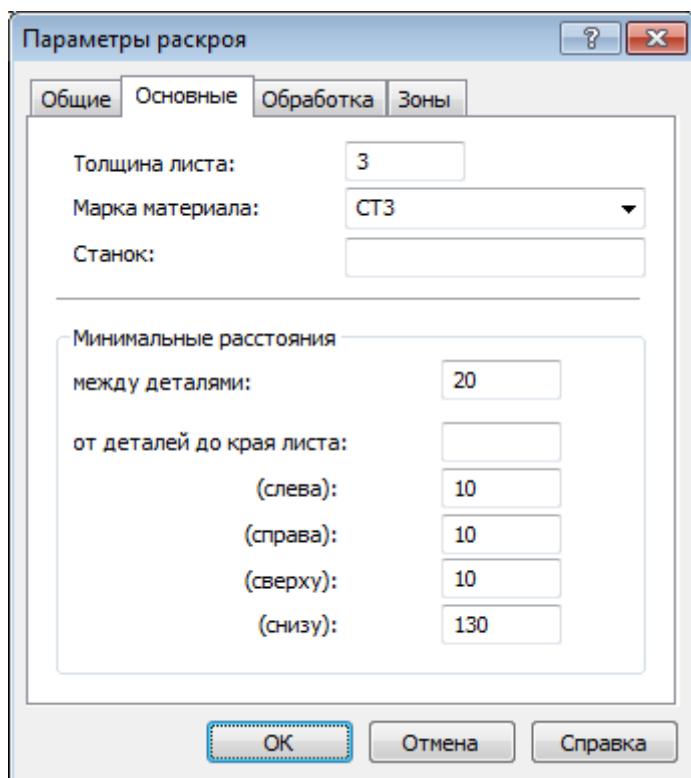 Параметры раскроя
Общие Основные Обработка Зоны
Толщина листа: 3
Марка материала: СТ3
Станок:
Минимальные расстояния
между деталями: 20
от деталей до края листа:
(слева): 10
(справа): 10
(сверху): 10
(снизу): 130
ОК Отмена Справка